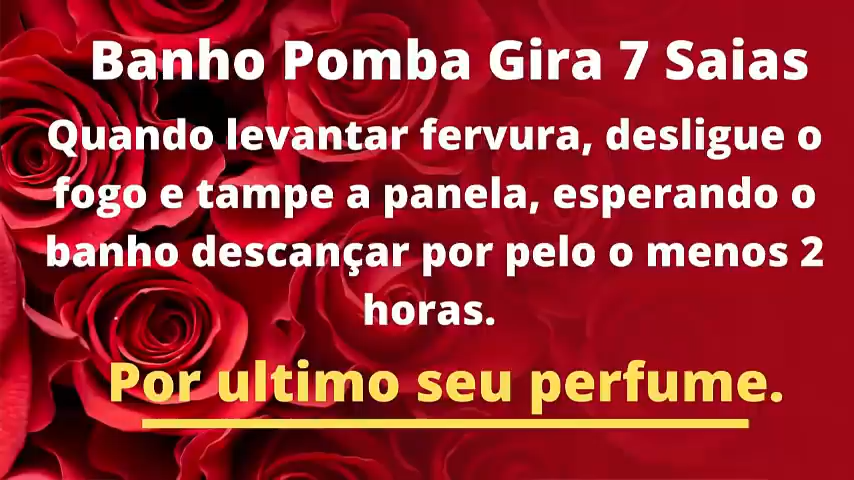 Banho Pomba Gira 7 Saias
Quando levantar fervura, desligue o
fogo e tampe a panela, esperando o
banho descançar por pelo o menos 2
horas.
Por ultimo seu perfume.